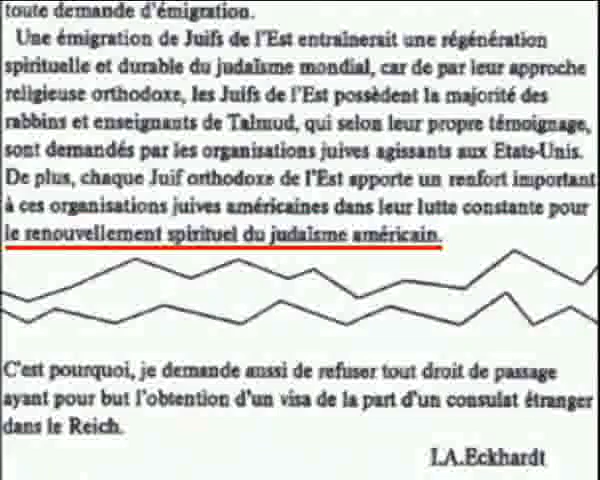 toute demande d'émigration.
Une émigration de Juifs de l'Est entraînerait une régénération
spirituelle et durable du judaïsme mondial, car de par leur approche
religieuse orthodoxe, les Juifs de l'Est possèdent la majorité des
rabbins et enseignants de Talmud, qui selon leur propre témoignage,
sont demandés par les organisations juives agissants aux Etats-Unis.
De plus, chaque Juif orthodoxe de l'Est apporte un renfort important
à ces organisations juives américaines dans leur lutte constante pour
le renouvellement spirituel du judaïsme américain.
C'est pourquoi, je demande aussi de refuser tout droit de passage
ayant pour but l'obtention d'un visa de la part d'un consulat étranger
dans le Reich.
I.A.Eckhardt